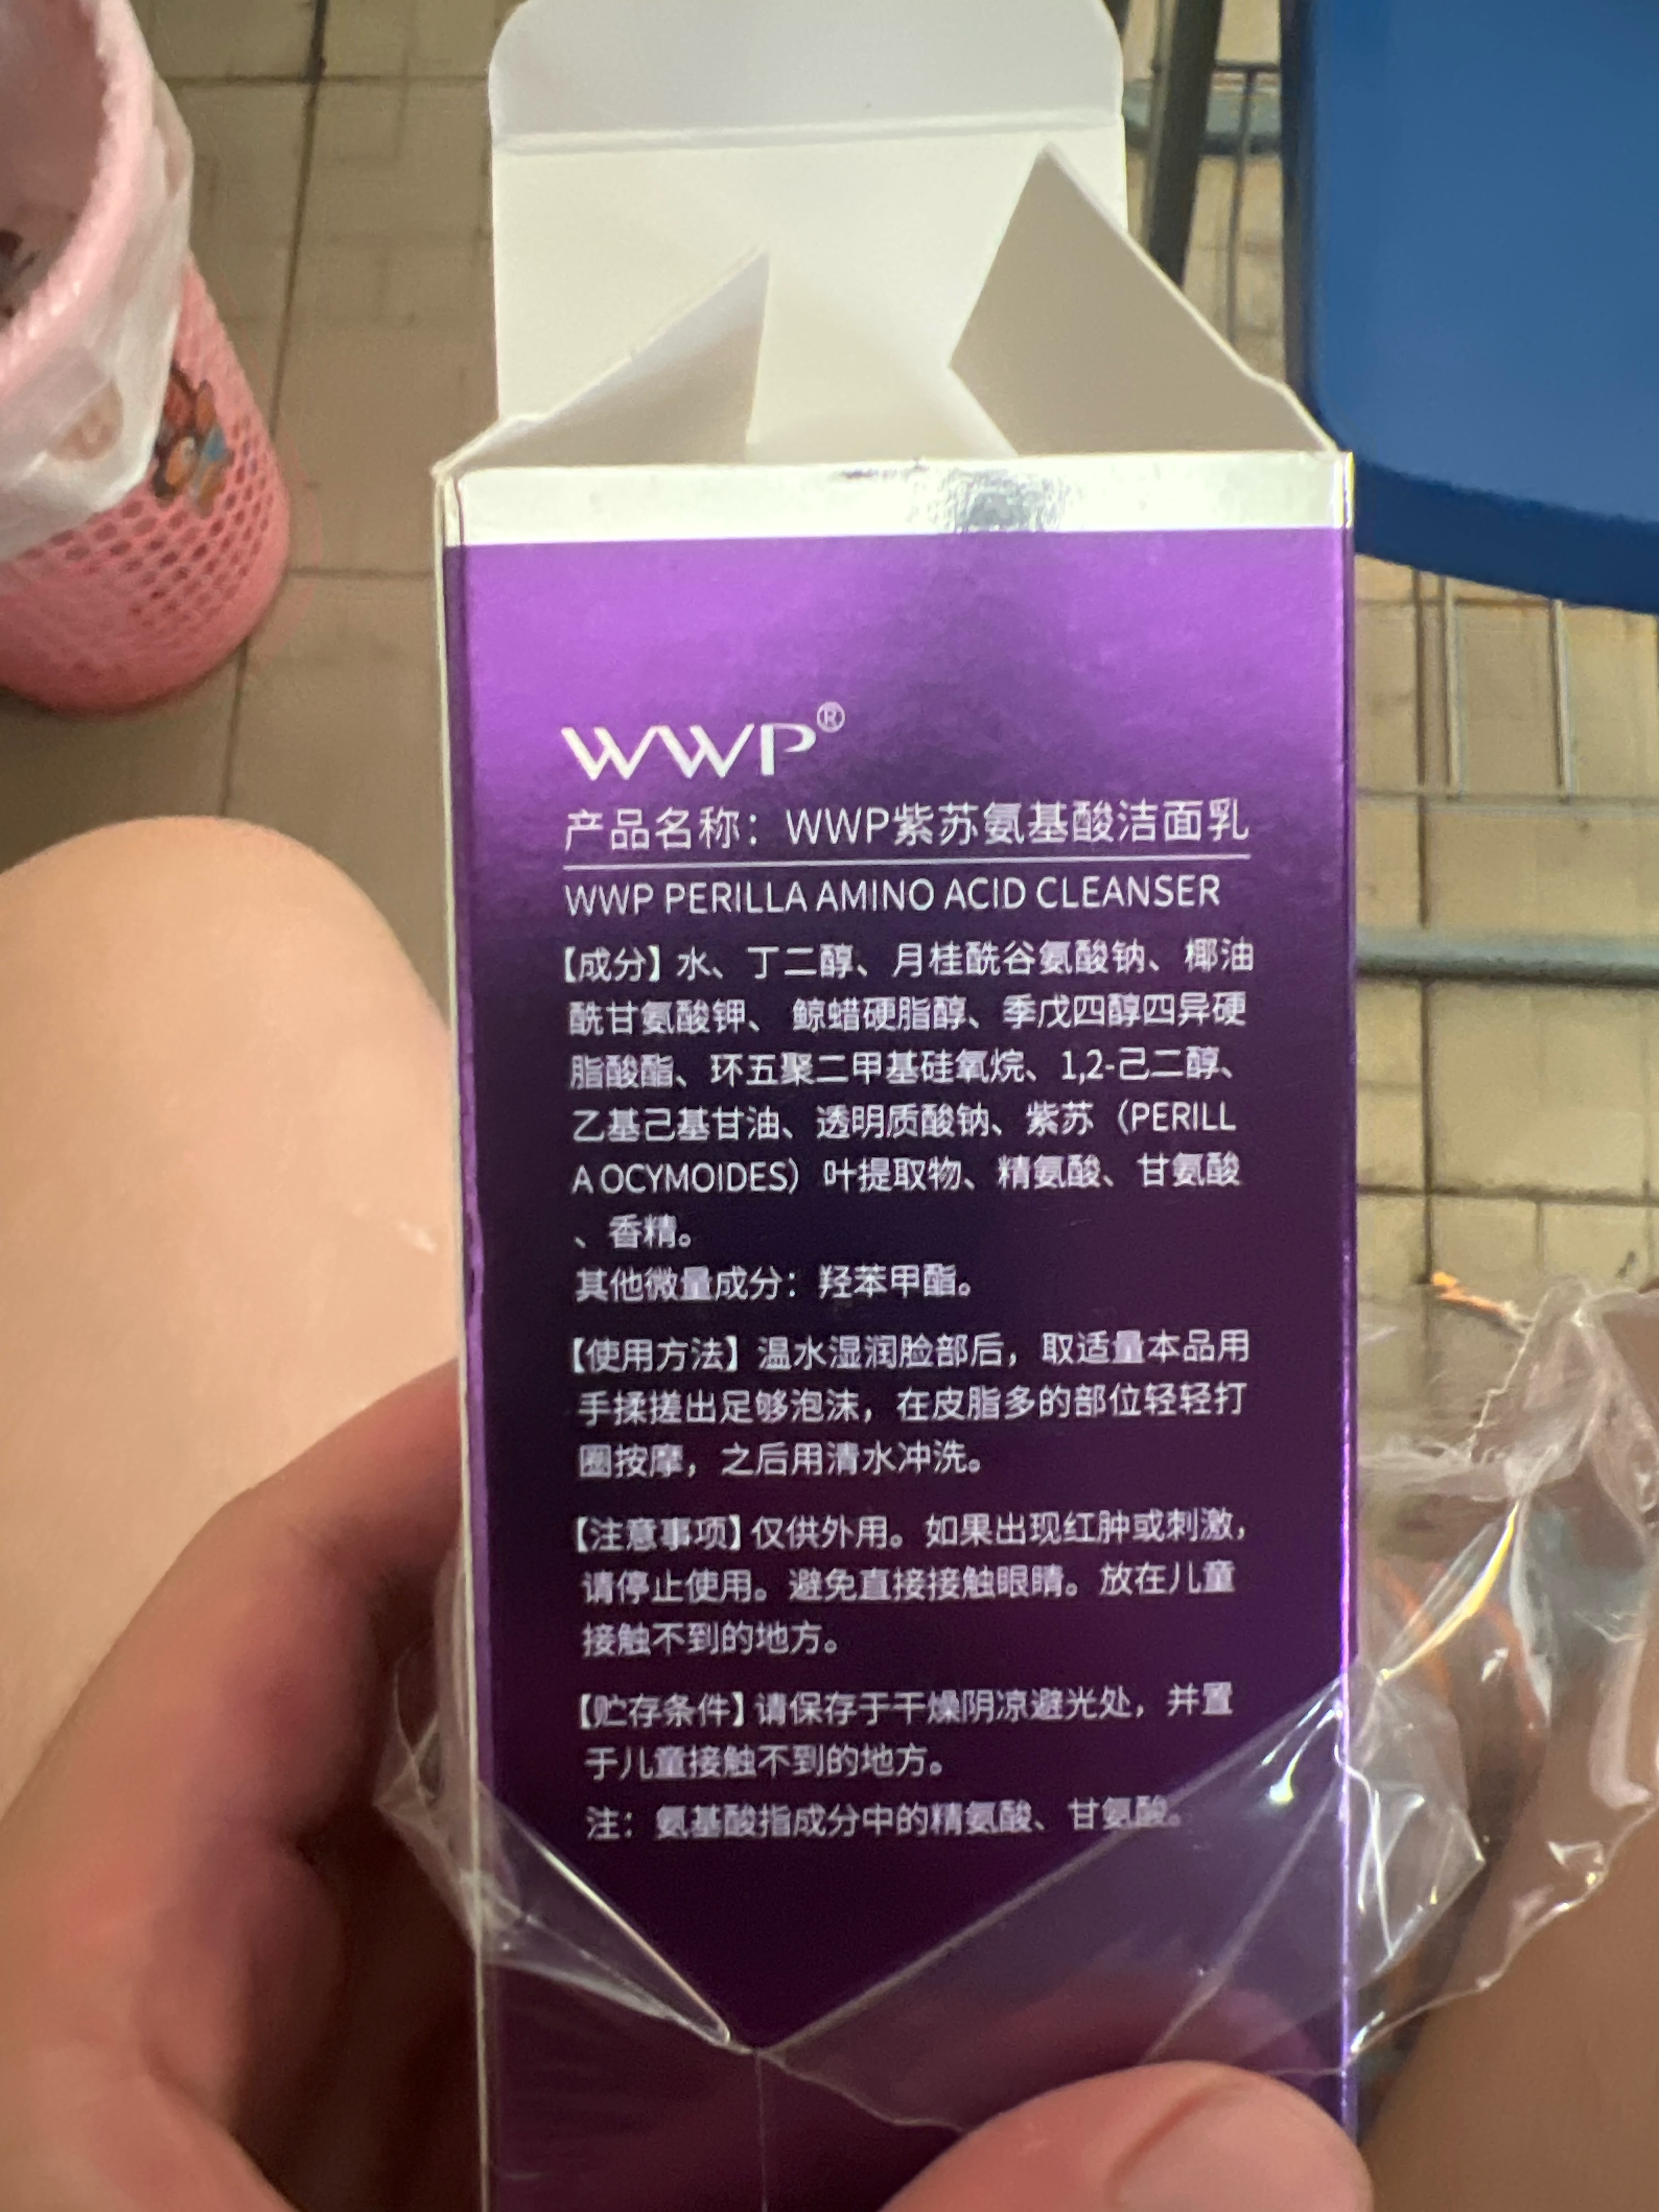 WWP®
产品名称：WWP紫苏氨基酸洁面乳
WWP PERILLA AMINO ACID CLEANSER
【成分】水、丁二醇、月桂酰谷氨酸钠、椰油
酰甘氨酸钾、鲸蜡硬脂醇、季戊四醇四异硬
脂酸酯、环五聚二甲基硅氧烷、1,2-己二醇、
乙基己基甘油、透明质酸钠、紫苏（PERILL
A OCYMOIDES）叶提取物、精氨酸、甘氨酸
、香精。
其他微量成分：羟苯甲酯。
【使用方法】温水湿润脸部后，取适量本品用
手揉搓出足够泡沫，在皮脂多的部位轻轻打
圈按摩，之后用清水冲洗。
【注意事项】仅供外用。如果出现红肿或刺激，
请停止使用。避免直接接触眼睛。放在儿童
接触不到的地方。
【贮存条件】请保存于干燥阴凉避光处，并置
于儿童接触不到的地方。
注：氨基酸指成分中的精氨酸、甘氨酸。